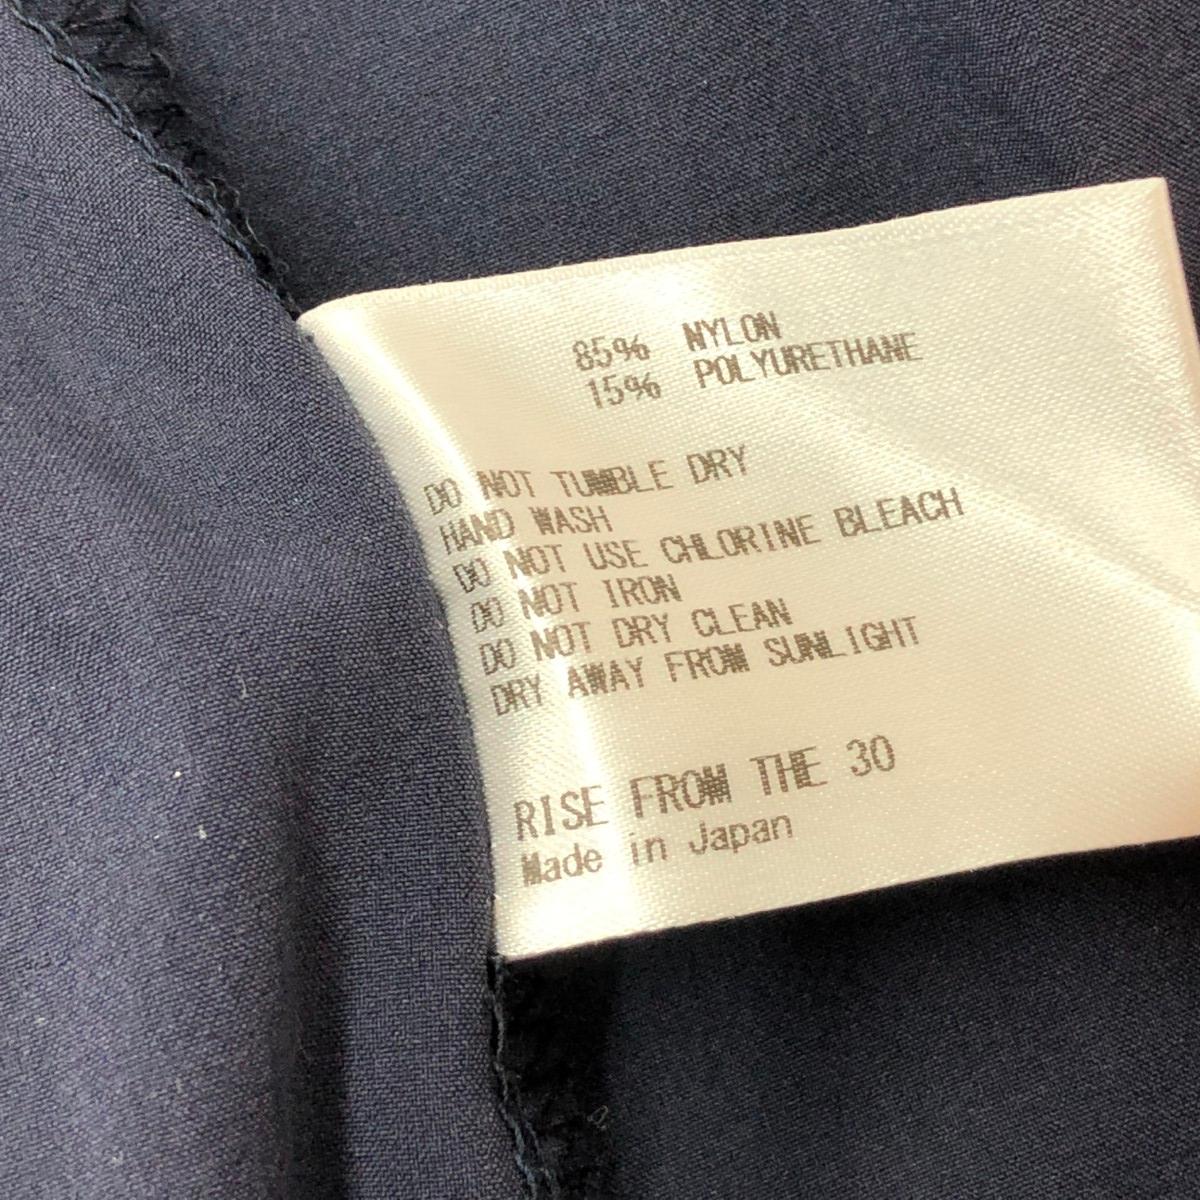 85% NYLON
15% POLYURETHANE
DO NOT TUMBLE DRY
HAND WASH
DO NOT USE CHLORINE BLEACH
DO NOT IRON
DO NOT DRY CLEAN
DRY AWAY FROM SUNLIGHT
RISE FROM THE 30
Made in Japan